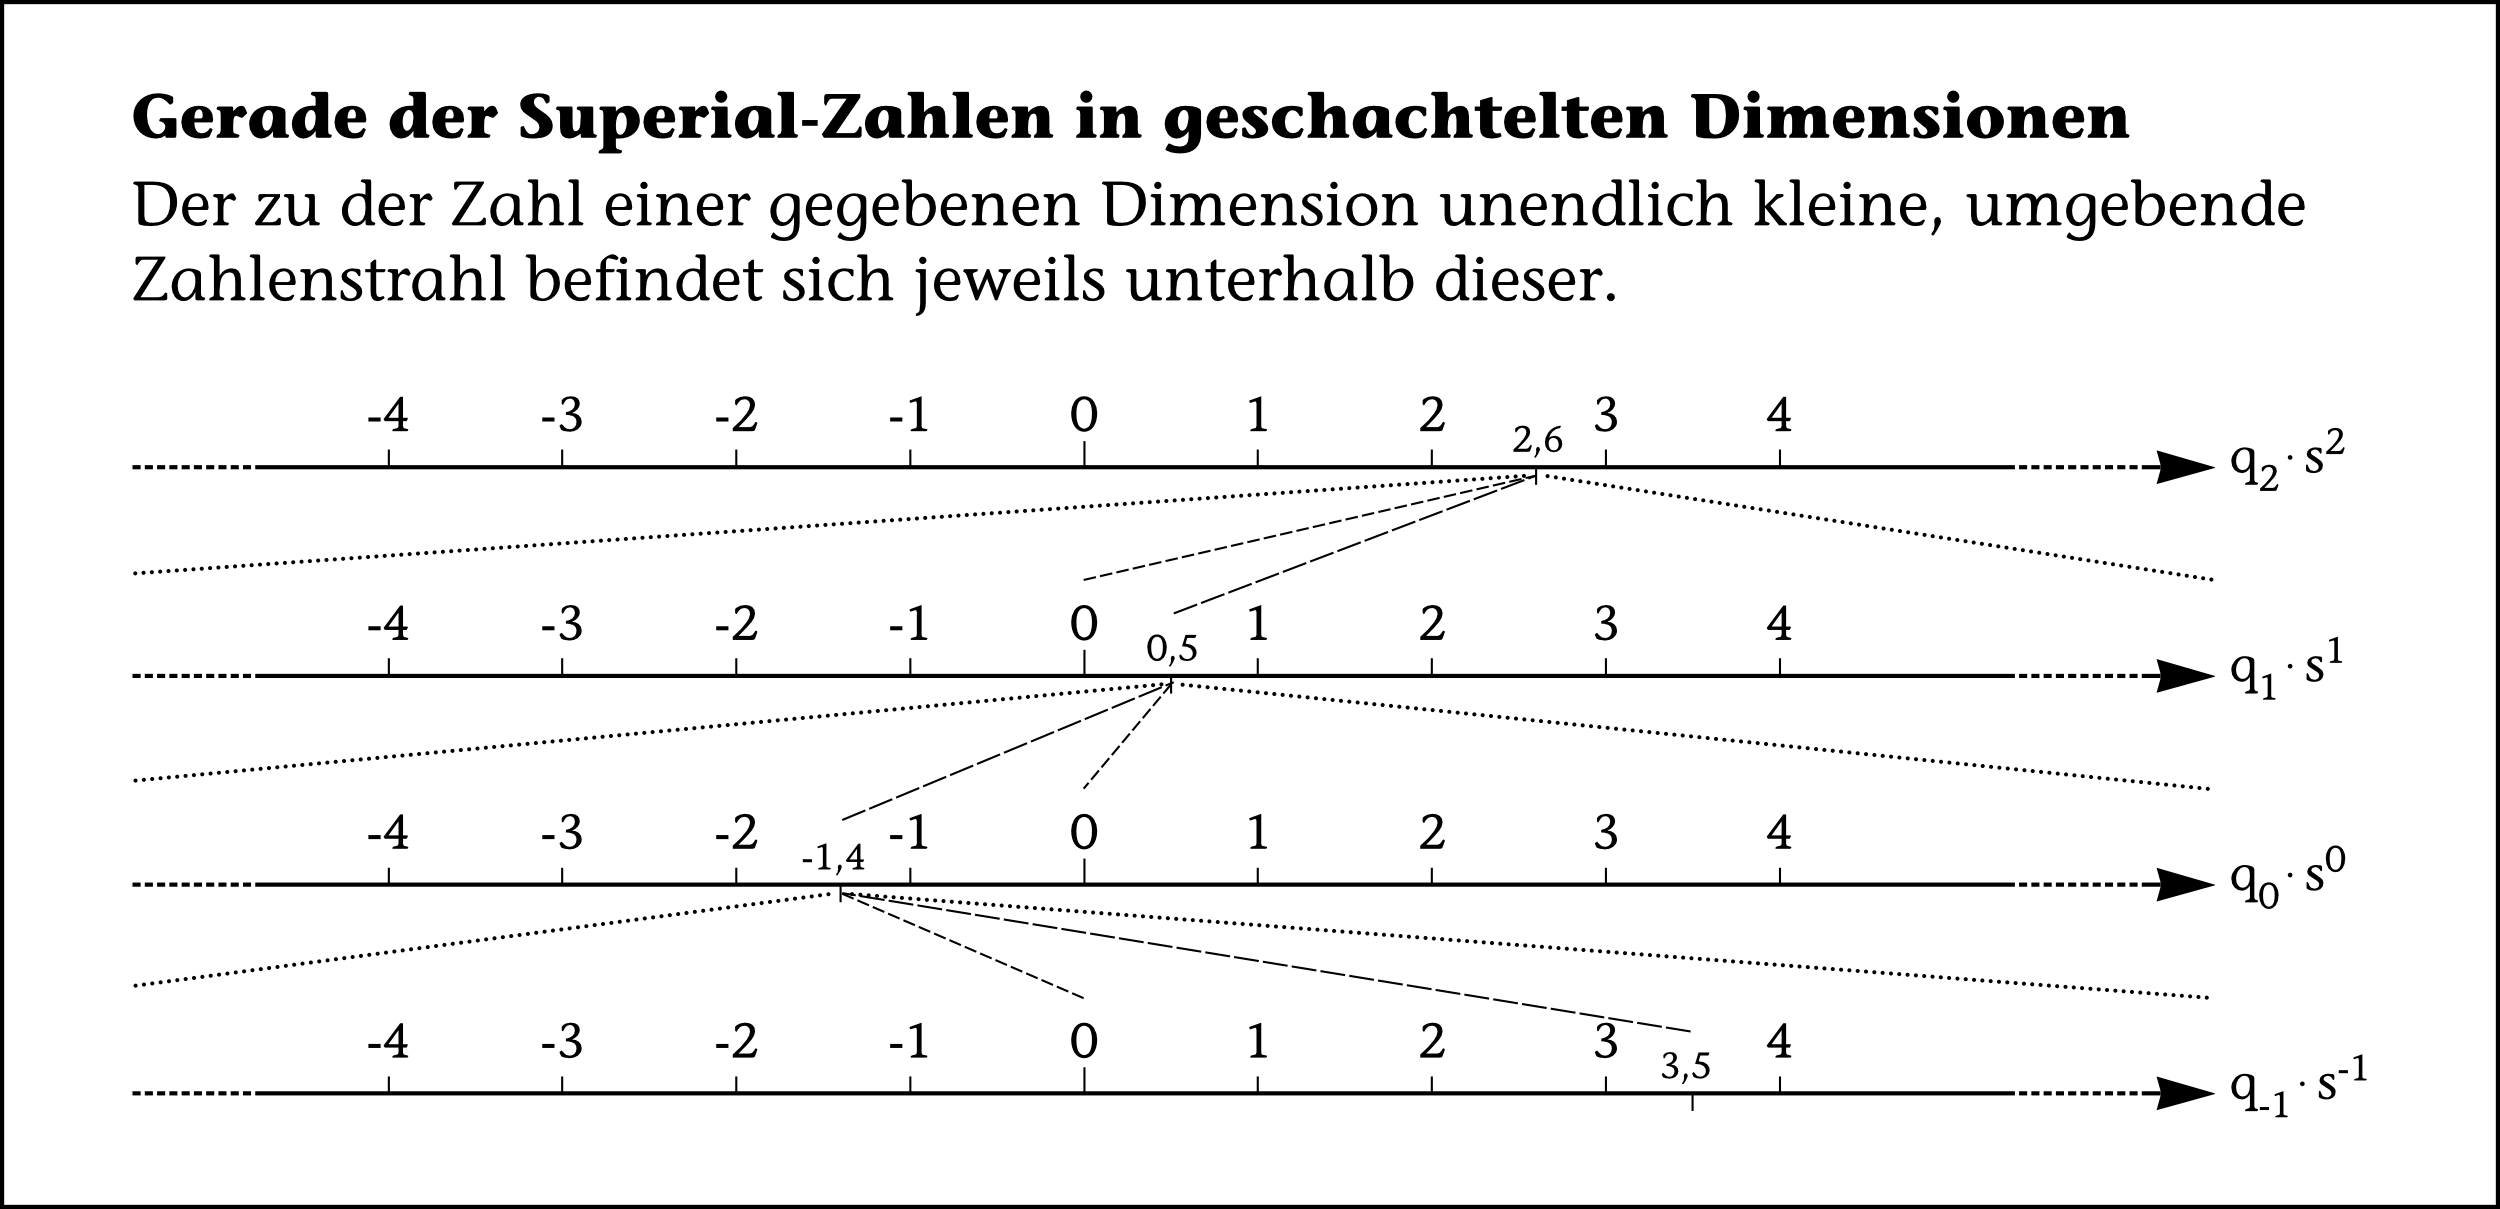 Gerade der Superial-Zahlen in geschachtelten Dimensionen
Der zu der Zahl einer gegebenen Dimension unendlich kleine, umgebende
Zahlenstrahl befindet sich jeweils unterhalb dieser.
-4 -3 -2 -1 0 1 2 3 4
2,6
q₂ · s²
-4 -3 -2 -1 0 1 2 3 4
0,5
q₁ · s¹
-4 -3 -2 -1 0 1 2 3 4
-1,4
q₀ · s⁰
-4 -3 -2 -1 0 1 2 3 4
3,5
q₋₁ · s⁻¹